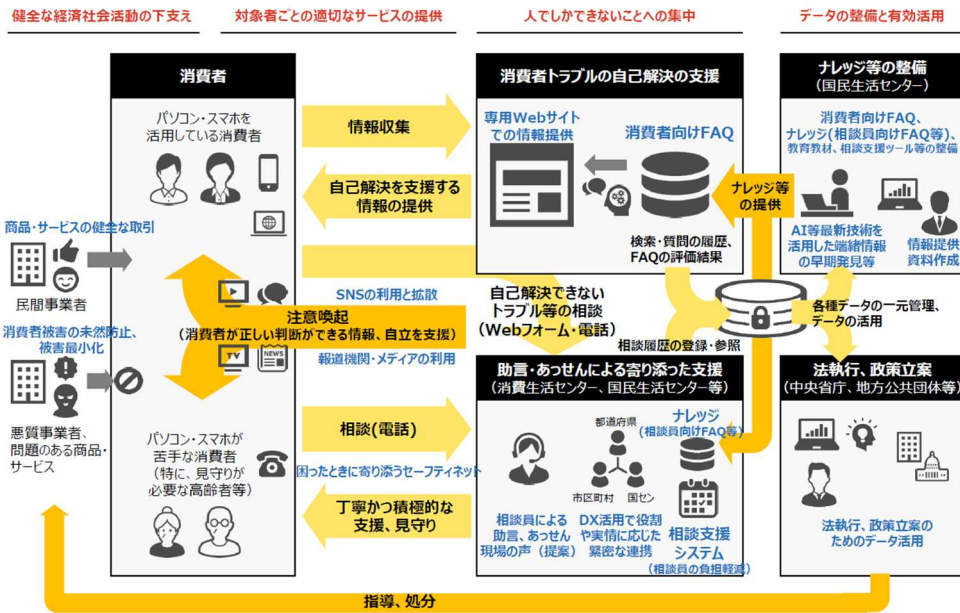 健全な経済社会活動の下支え
対象者ごとの適切なサービスの提供
人でしかできないことへの集中
データの整備と有効活用
消費者
パソコン・スマホを
活用している消費者
商品・サービスの健全な取引
民間事業者
消費者被害の未然防止、
被害最小化
悪質事業者、
問題のある商品・
サービス
情報収集
自己解決を支援する
情報の提供
SNSの利用と拡散
注意喚起
(消費者が正しい判断ができる情報、自立を支援)
TV
NEWS
報道機関・メディアの利用
パソコン・スマホが
苦手な消費者
(特に、見守りが
必要な高齢者等)
相談(電話)
困ったときに寄り添うセーフティネット
丁寧かつ積極的な
支援、見守り
消費者トラブルの自己解決の支援
専用Webサイト
での情報提供
消費者向けFAQ
検索・質問の履歴、
FAQの評価結果
自己解決できない
トラブル等の相談
(Webフォーム・電話)
相談履歴の登録・参照
助言・あっせんによる寄り添った支援
(消費生活センター、国民生活センター等)
都道府県
市区町村
国セン
ナレッジ
(相談員向けFAQ等)
相談員による
助言、あっせん
現場の声（提案）
DX活用で役割
や実情に応じた
緊密な連携
相談支援
システム
(相談員の負担軽減)
ナレッジ等の整備
(国民生活センター)
消費者向けFAQ、
ナレッジ(相談員向けFAQ等)、
教育教材、相談支援ツール等の整備
ナレッジ等
の提供
AI等最新技術を
活用した端緒情報
の早期発見等
情報提供
資料作成
各種データの一元管理、
データの活用
法執行、政策立案
(中央省庁、地方公共団体等)
法執行、政策立案の
ためのデータ活用
指導、処分